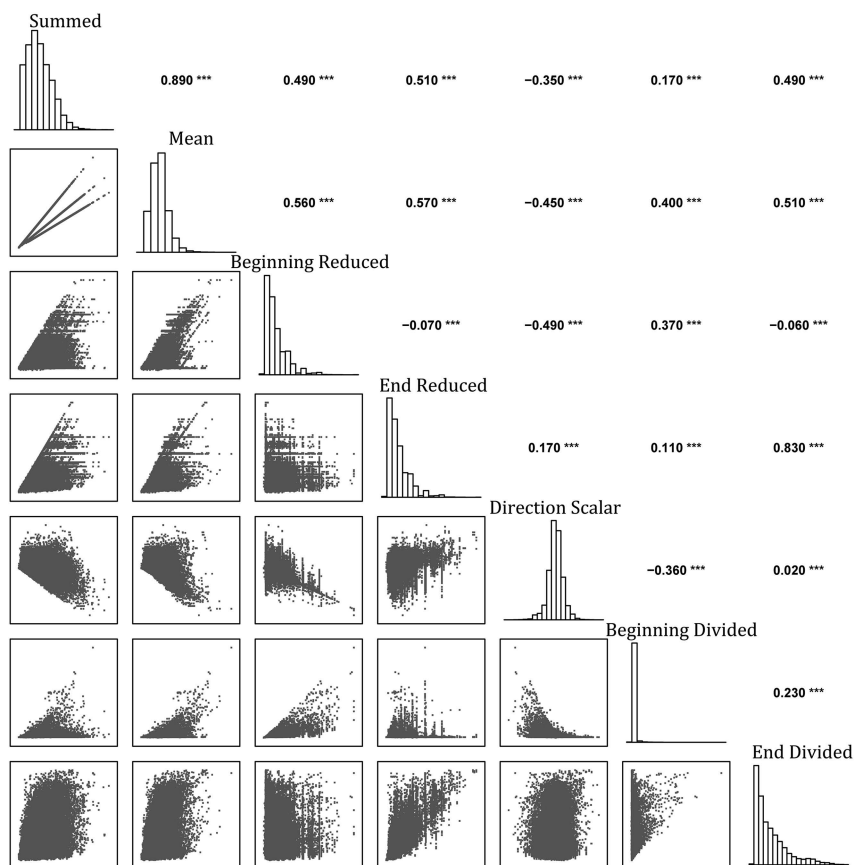 Summed
0.890 *** 0.490 *** 0.510 *** −0.350 *** 0.170 *** 0.490 ***
Mean
0.560 *** 0.570 *** −0.450 *** 0.400 *** 0.510 ***
Beginning Reduced
−0.070 *** −0.490 *** 0.370 *** −0.060 ***
End Reduced
0.170 *** 0.110 *** 0.830 ***
Direction Scalar
−0.360 *** 0.020 ***
Beginning Divided
0.230 ***
End Divided